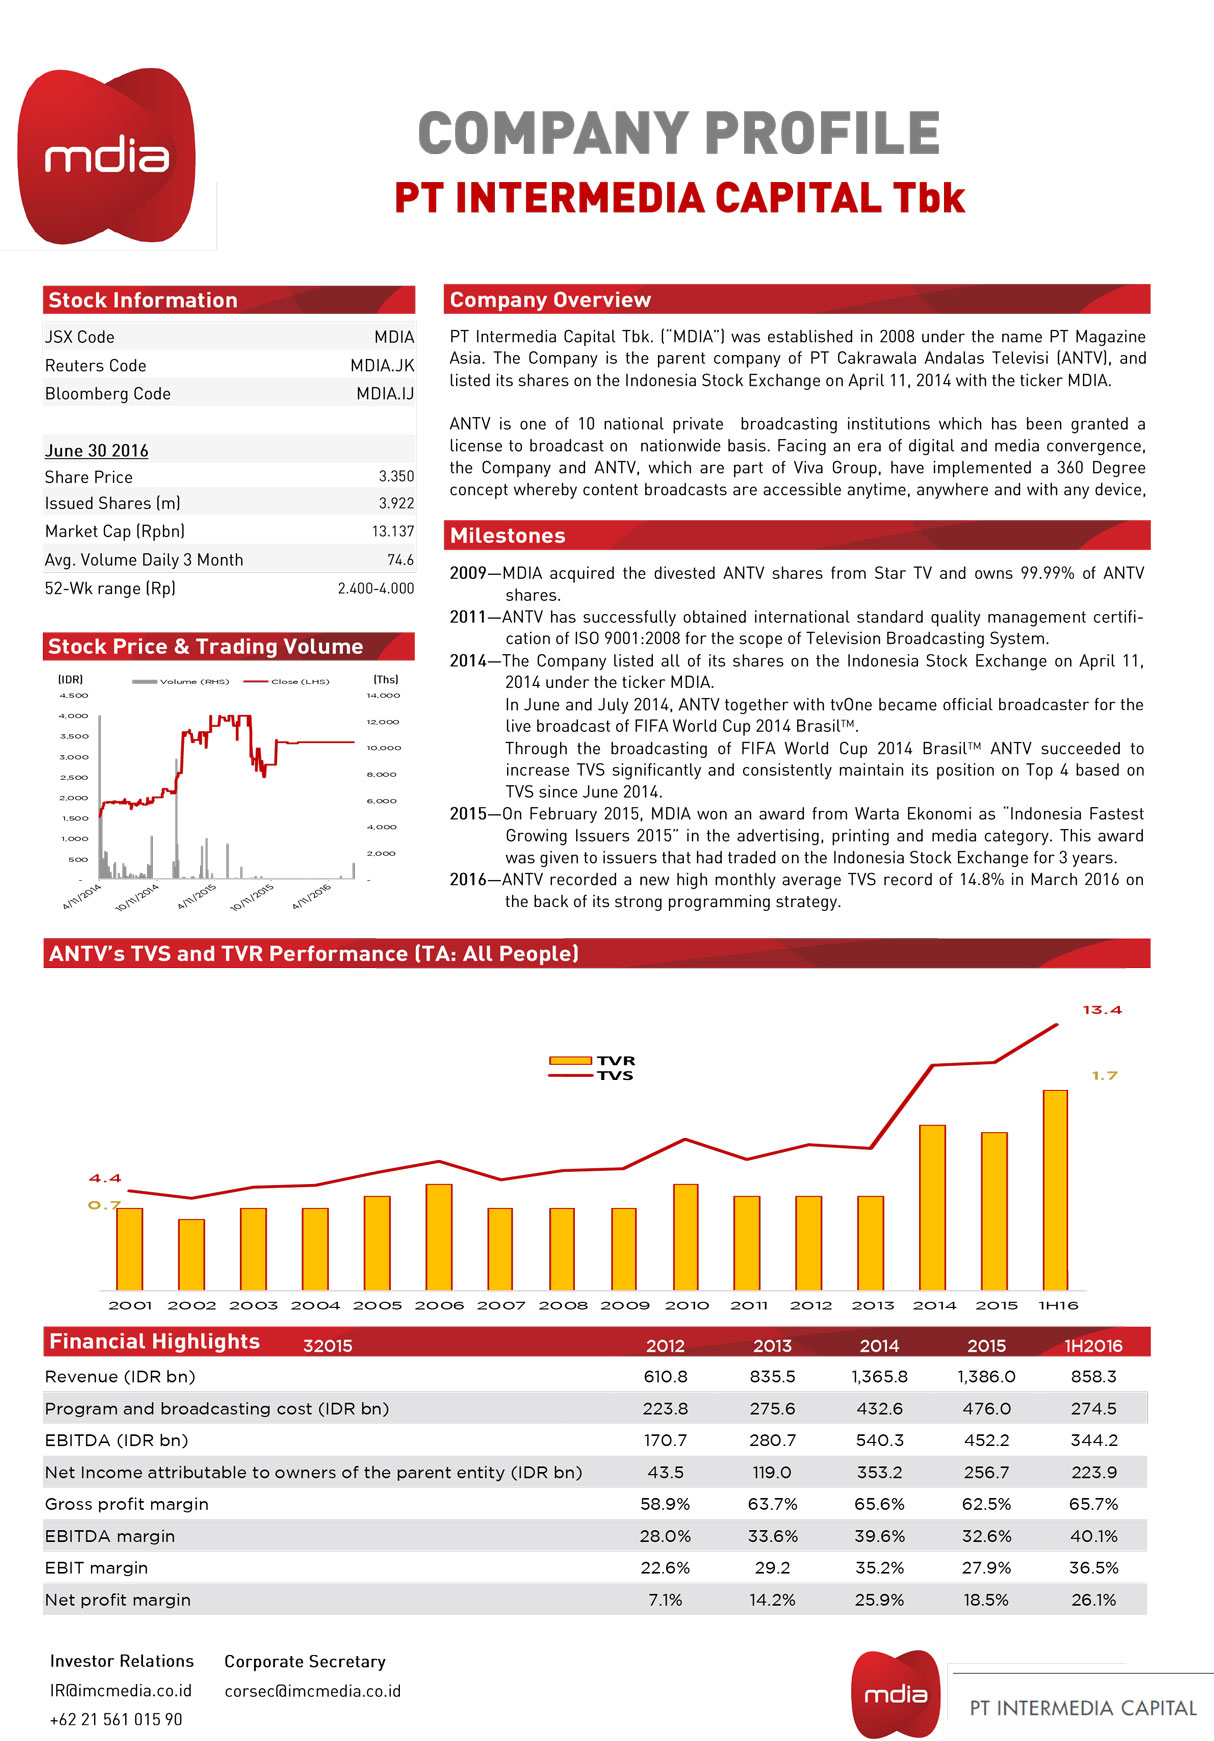 mdia
COMPANY PROFILE
PT INTERMEDIA CAPITAL Tbk
Stock Information
JSX Code MDIA
Reuters Code MDIA.JK
Bloomberg Code MDIA.IJ
June 30 2016
Share Price 3.350
Issued Shares (m) 3.922
Market Cap (Rpbn) 13.137
Avg. Volume Daily 3 Month 74.6
52-Wk range (Rp) 2.400-4.000
Stock Price & Trading Volume
(IDR) Volume (RHS) Close (LHS) (Ths)
4,500 14,000
4,000 12,000
3,500
3,000 10,000
2,500 8,000
2,000 6,000
1,500
1,000 4,000
500 2,000
- -
4/11/2014 10/11/2014 4/11/2015 10/11/2015 4/11/2016
Company Overview
PT Intermedia Capital Tbk. ("MDIA") was established in 2008 under the name PT Magazine
Asia. The Company is the parent company of PT Cakrawala Andalas Televisi (ANTV), and
listed its shares on the Indonesia Stock Exchange on April 11, 2014 with the ticker MDIA.
ANTV is one of 10 national private broadcasting institutions which has been granted a
license to broadcast on nationwide basis. Facing an era of digital and media convergence,
the Company and ANTV, which are part of Viva Group, have implemented a 360 Degree
concept whereby content broadcasts are accessible anytime, anywhere and with any device,
Milestones
2009—MDIA acquired the divested ANTV shares from Star TV and owns 99.99% of ANTV
shares.
2011—ANTV has successfully obtained international standard quality management certifi-
cation of ISO 9001:2008 for the scope of Television Broadcasting System.
2014—The Company listed all of its shares on the Indonesia Stock Exchange on April 11,
2014 under the ticker MDIA.
In June and July 2014, ANTV together with tvOne became official broadcaster for the
live broadcast of FIFA World Cup 2014 Brasil™.
Through the broadcasting of FIFA World Cup 2014 Brasil™ ANTV succeeded to
increase TVS significantly and consistently maintain its position on Top 4 based on
TVS since June 2014.
2015—On February 2015, MDIA won an award from Warta Ekonomi as "Indonesia Fastest
Growing Issuers 2015" in the advertising, printing and media category. This award
was given to issuers that had traded on the Indonesia Stock Exchange for 3 years.
2016—ANTV recorded a new high monthly average TVS record of 14.8% in March 2016 on
the back of its strong programming strategy.
ANTV's TVS and TVR Performance (TA: All People)
13.4
TVR
TVS
1.7
4.4
0.7
2001 2002 2003 2004 2005 2006 2007 2008 2009 2010 2011 2012 2013 2014 2015 1H16
Financial Highlights 32015 2012 2013 2014 2015 1H2016
Revenue (IDR bn) 610.8 835.5 1,365.8 1,386.0 858.3
Program and broadcasting cost (IDR bn) 223.8 275.6 432.6 476.0 274.5
EBITDA (IDR bn) 170.7 280.7 540.3 452.2 344.2
Net Income attributable to owners of the parent entity (IDR bn) 43.5 119.0 353.2 256.7 223.9
Gross profit margin 58.9% 63.7% 65.6% 62.5% 65.7%
EBITDA margin 28.0% 33.6% 39.6% 32.6% 40.1%
EBIT margin 22.6% 29.2 35.2% 27.9% 36.5%
Net profit margin 7.1% 14.2% 25.9% 18.5% 26.1%
Investor Relations Corporate Secretary
IR@imcmedia.co.id corsec@imcmedia.co.id
+62 21 561 015 90
mdia
PT INTERMEDIA CAPITAL